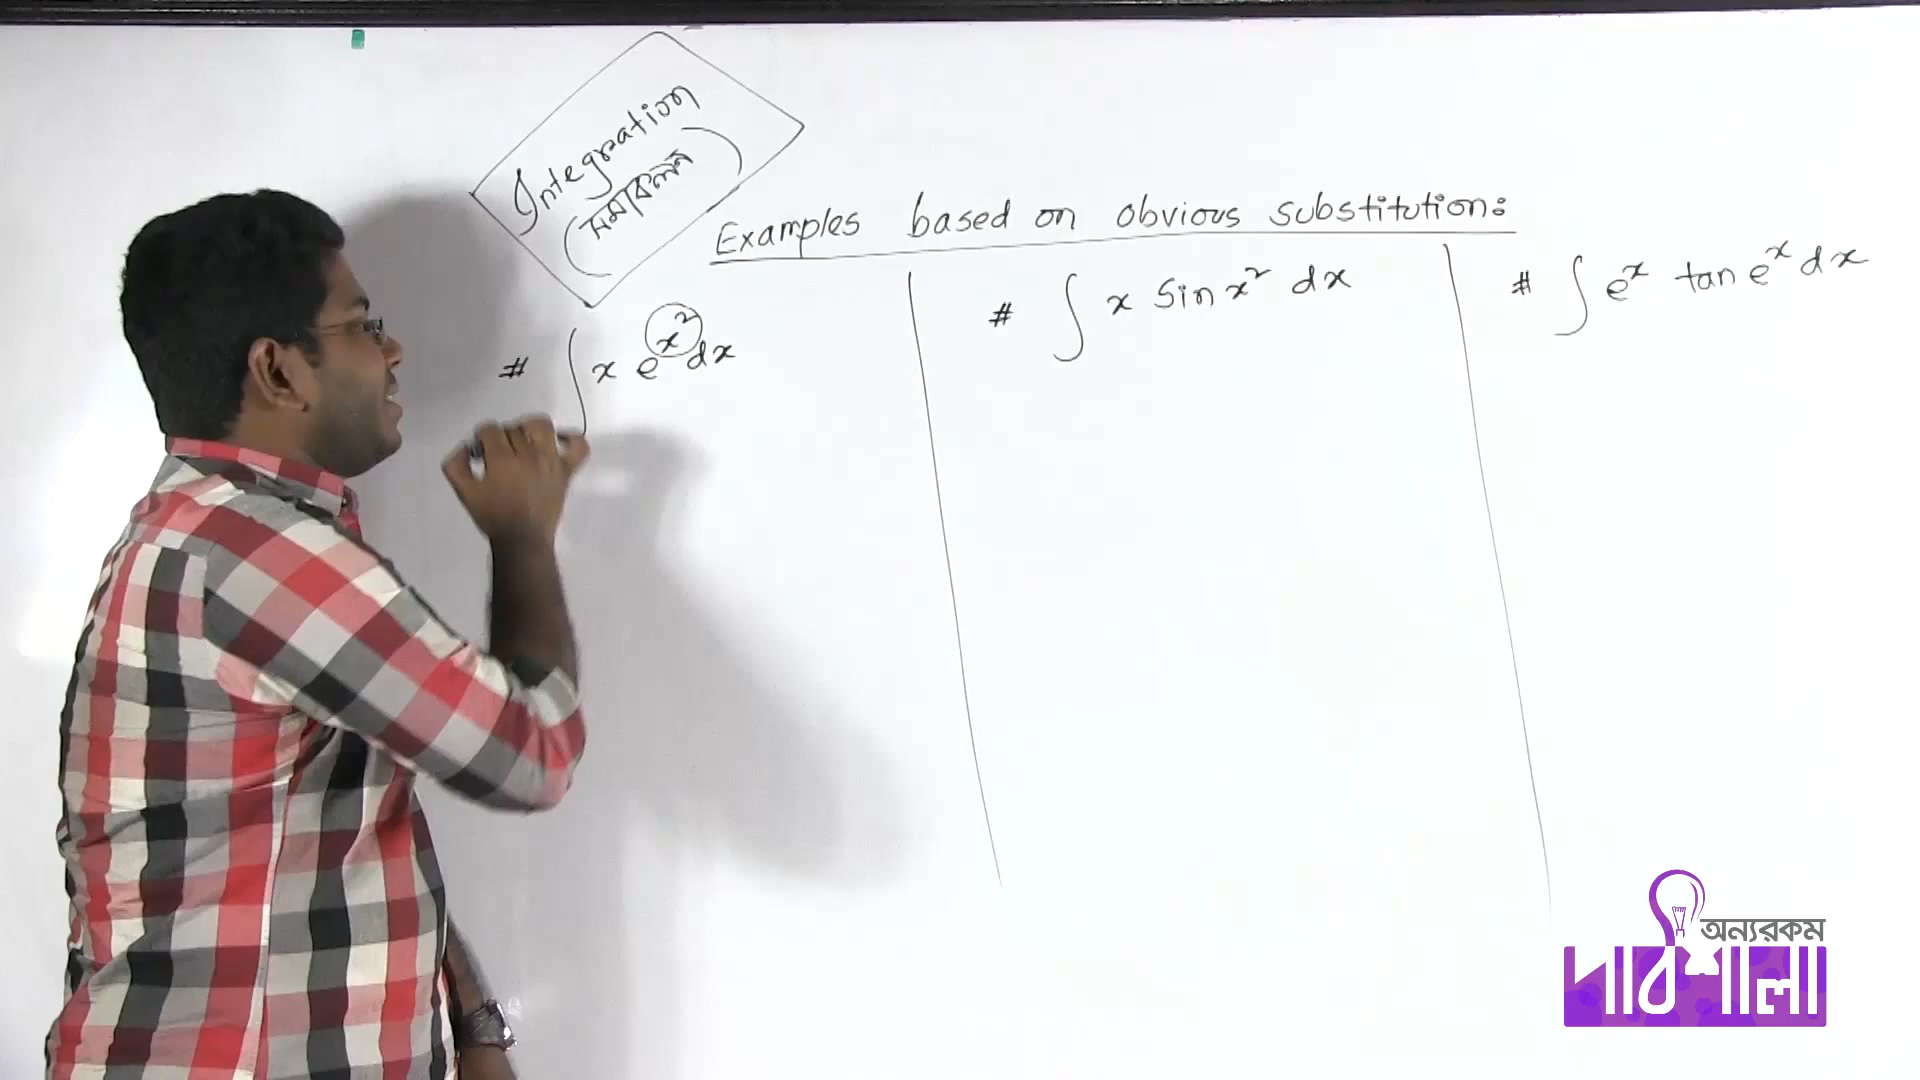 Integration
(সমাকলন)
Examples based on obvious substitution:
# ∫ x e^x² dx
# ∫ x Sin x² dx
# ∫ e^x tan e^x dx
অন্যরকম
পাঠশালা